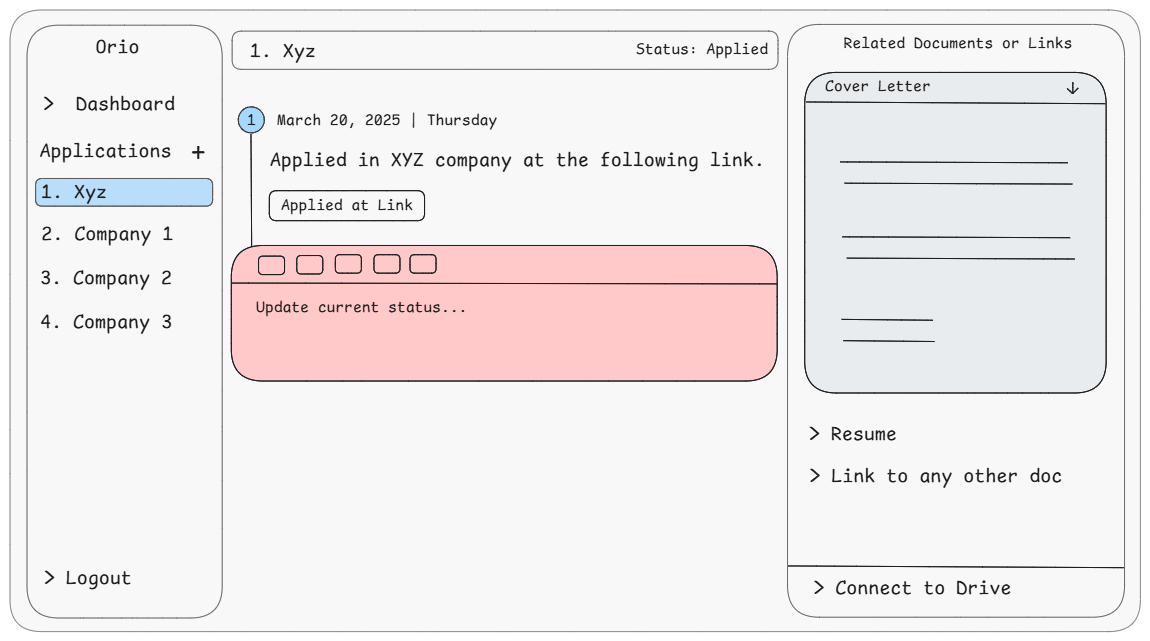 Orio
> Dashboard
Applications +
1. Xyz
2. Company 1
3. Company 2
4. Company 3
> Logout
1. Xyz
Status: Applied
1 March 20, 2025 | Thursday
Applied in XYZ company at the following link.
Applied at Link
Update current status...
Related Documents or Links
Cover Letter ↓
> Resume
> Link to any other doc
> Connect to Drive